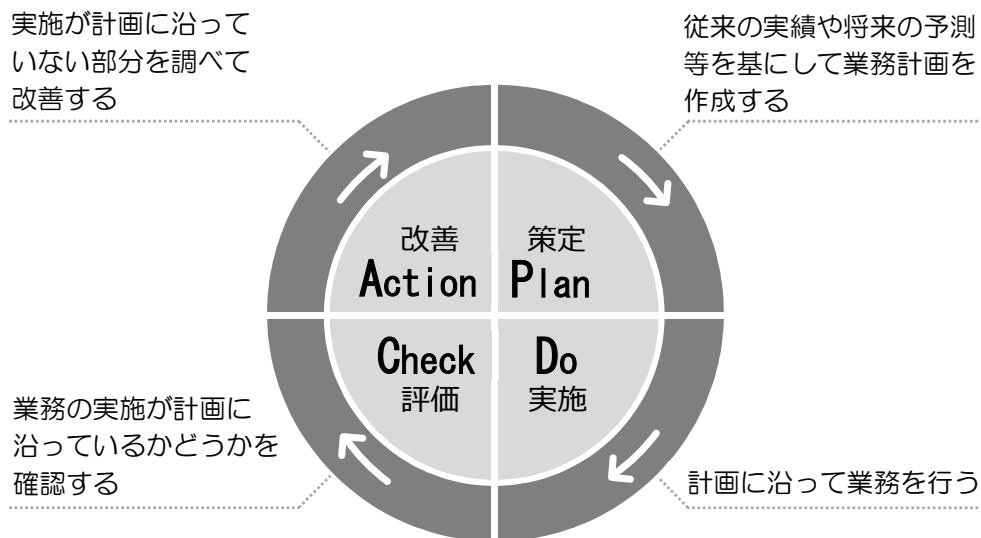 実施が計画に沿って
いない部分を調べて
改善する
従来の実績や将来の予測
等を基にして業務計画を
作成する
改善
Action
策定
Plan
Check
評価
Do
実施
業務の実施が計画に
沿っているかどうかを
確認する
計画に沿って業務を行う